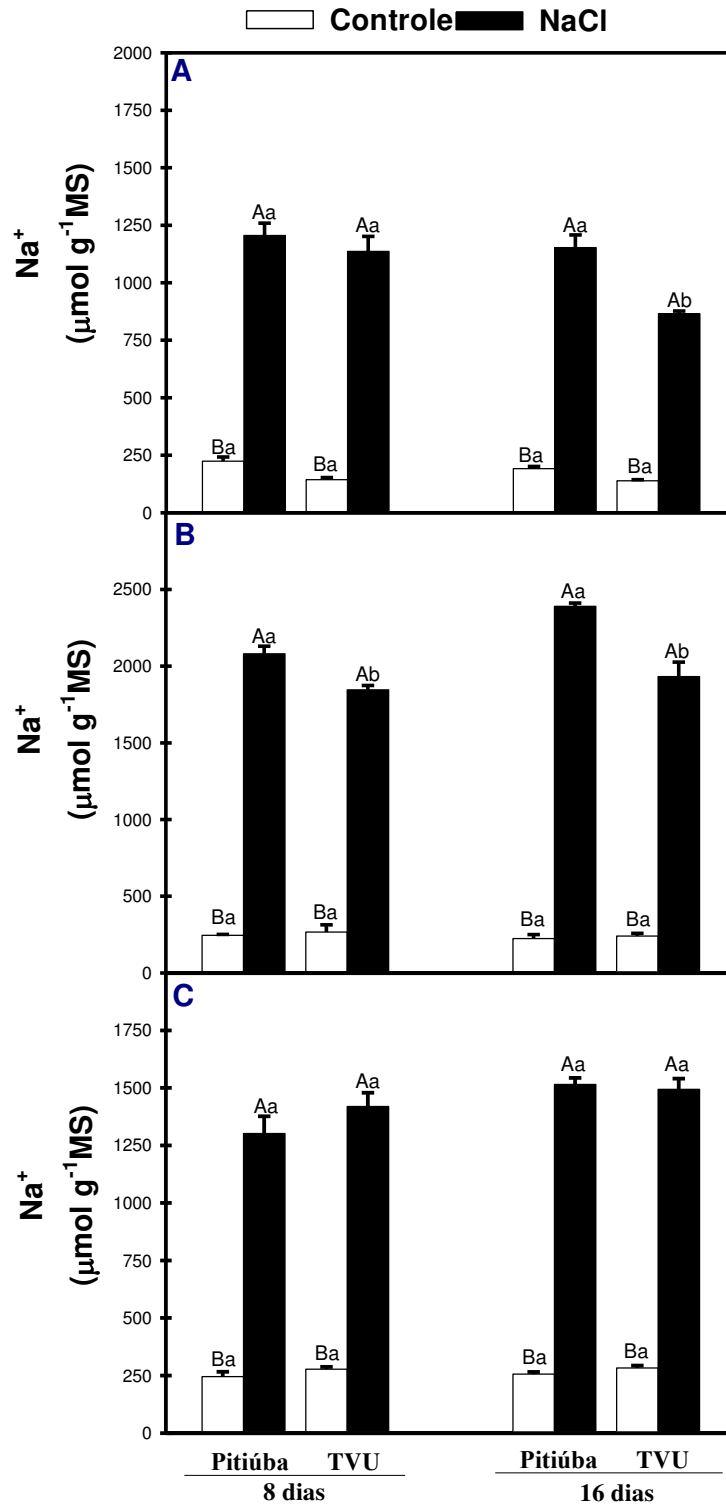 Controle NaCl
A
2000
1750
1500
1250
1000
750
500
250
0
Na+
(μmol g-1MS)
Aa Aa Aa Ab
Ba Ba Ba Ba
B
2500
2000
1500
1000
500
0
Na+
(μmol g-1MS)
Aa Ab Aa Ab
Ba Ba Ba Ba
C
1750
1500
1250
1000
750
500
250
0
Na+
(μmol g-1MS)
Aa Aa Aa Aa
Ba Ba Ba Ba
Pitiúba TVU Pitiúba TVU
8 dias 16 dias